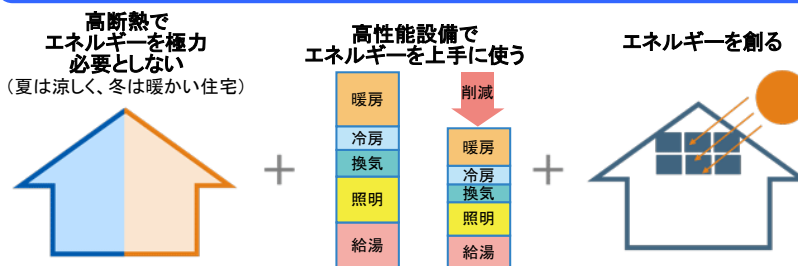 高断熱で
エネルギーを極力
必要としない
（夏は涼しく、冬は暖かい住宅）
高性能設備で
エネルギーを上手に使う
暖房
冷房
換気
照明
給湯
削減
暖房
冷房
換気
照明
給湯
エネルギーを創る